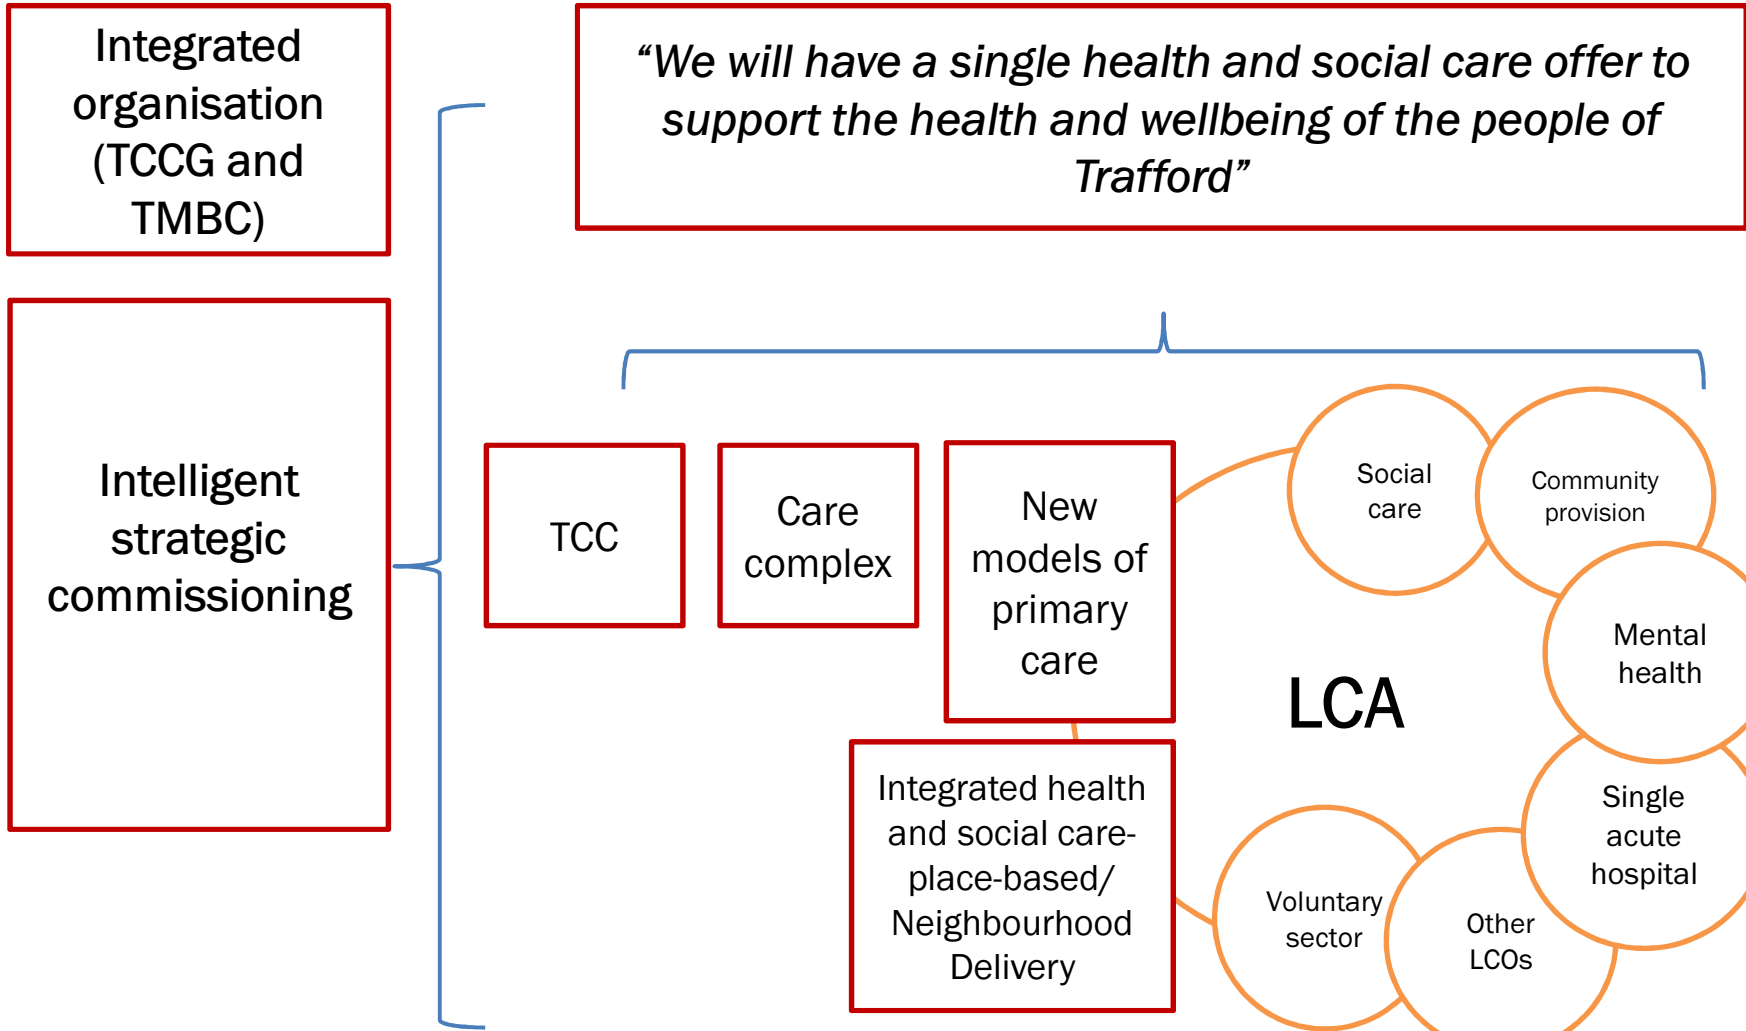 Integrated
organisation
(TCCG and
TMBC)
“We will have a single health and social care offer to
support the health and wellbeing of the people of
Trafford”
Intelligent
strategic
commissioning
TCC
Care
complex
New
models of
primary
care
Integrated health
and social care-
place-based/
Neighbourhood
Delivery
LCA
Social
care
Community
provision
Mental
health
Single
acute
hospital
Other
LCOs
Voluntary
sector